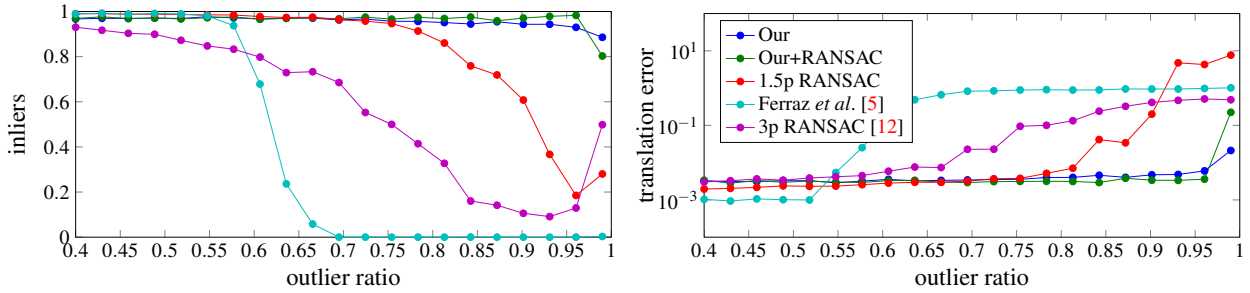 1
0.8
0.6
0.4
0.2
0
inliers
0.4 0.45 0.5 0.55 0.6 0.65 0.7 0.75 0.8 0.85 0.9 0.95 1
outlier ratio
10^1
10^-1
10^-3
translation error
Our
Our+RANSAC
1.5p RANSAC
Ferraz et al. [5]
3p RANSAC [12]
0.4 0.45 0.5 0.55 0.6 0.65 0.7 0.75 0.8 0.85 0.9 0.95 1
outlier ratio